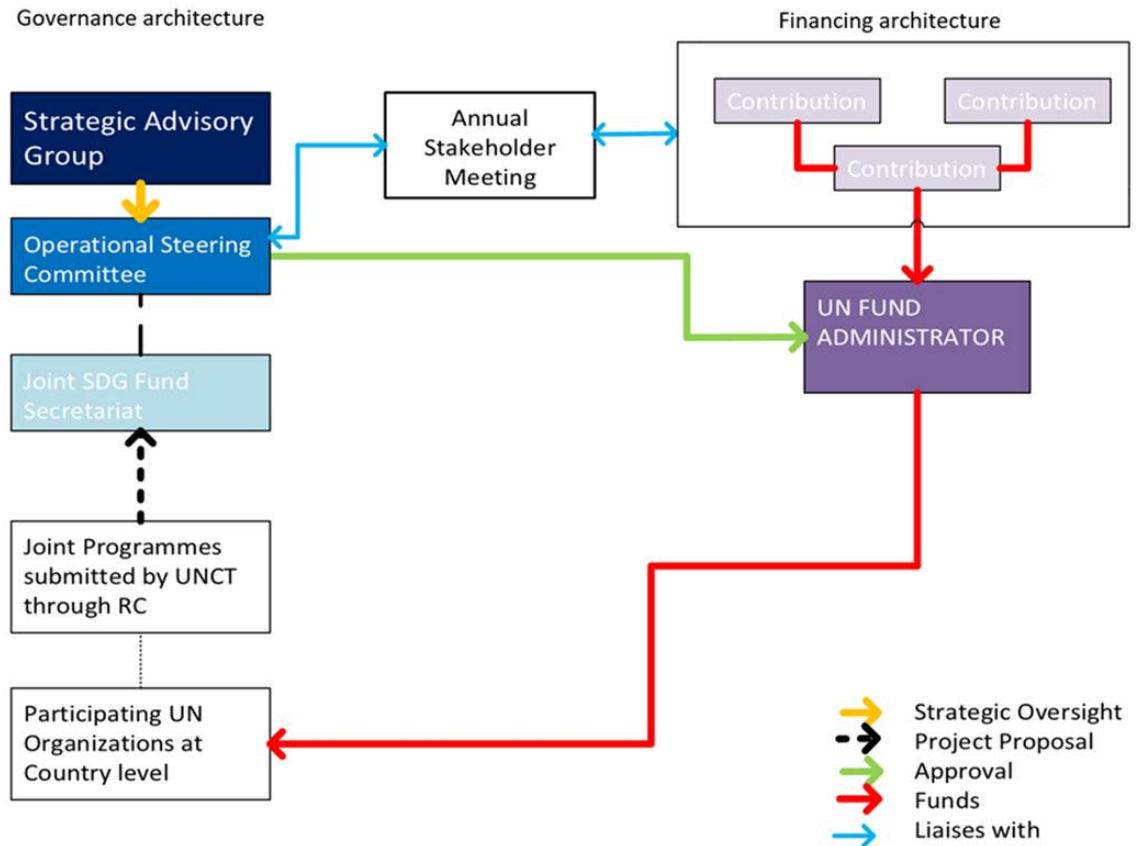 Governance architecture
Financing architecture
Strategic Advisory
Group
Annual
Stakeholder
Meeting
Contribution
Contribution
Contribution
Operational Steering
Committee
UN FUND
ADMINISTRATOR
Joint SDG Fund
Secretariat
Joint Programmes
submitted by UNCT
through RC
Participating UN
Organizations at
Country level
Strategic Oversight
Project Proposal
Approval
Funds
Liaises with